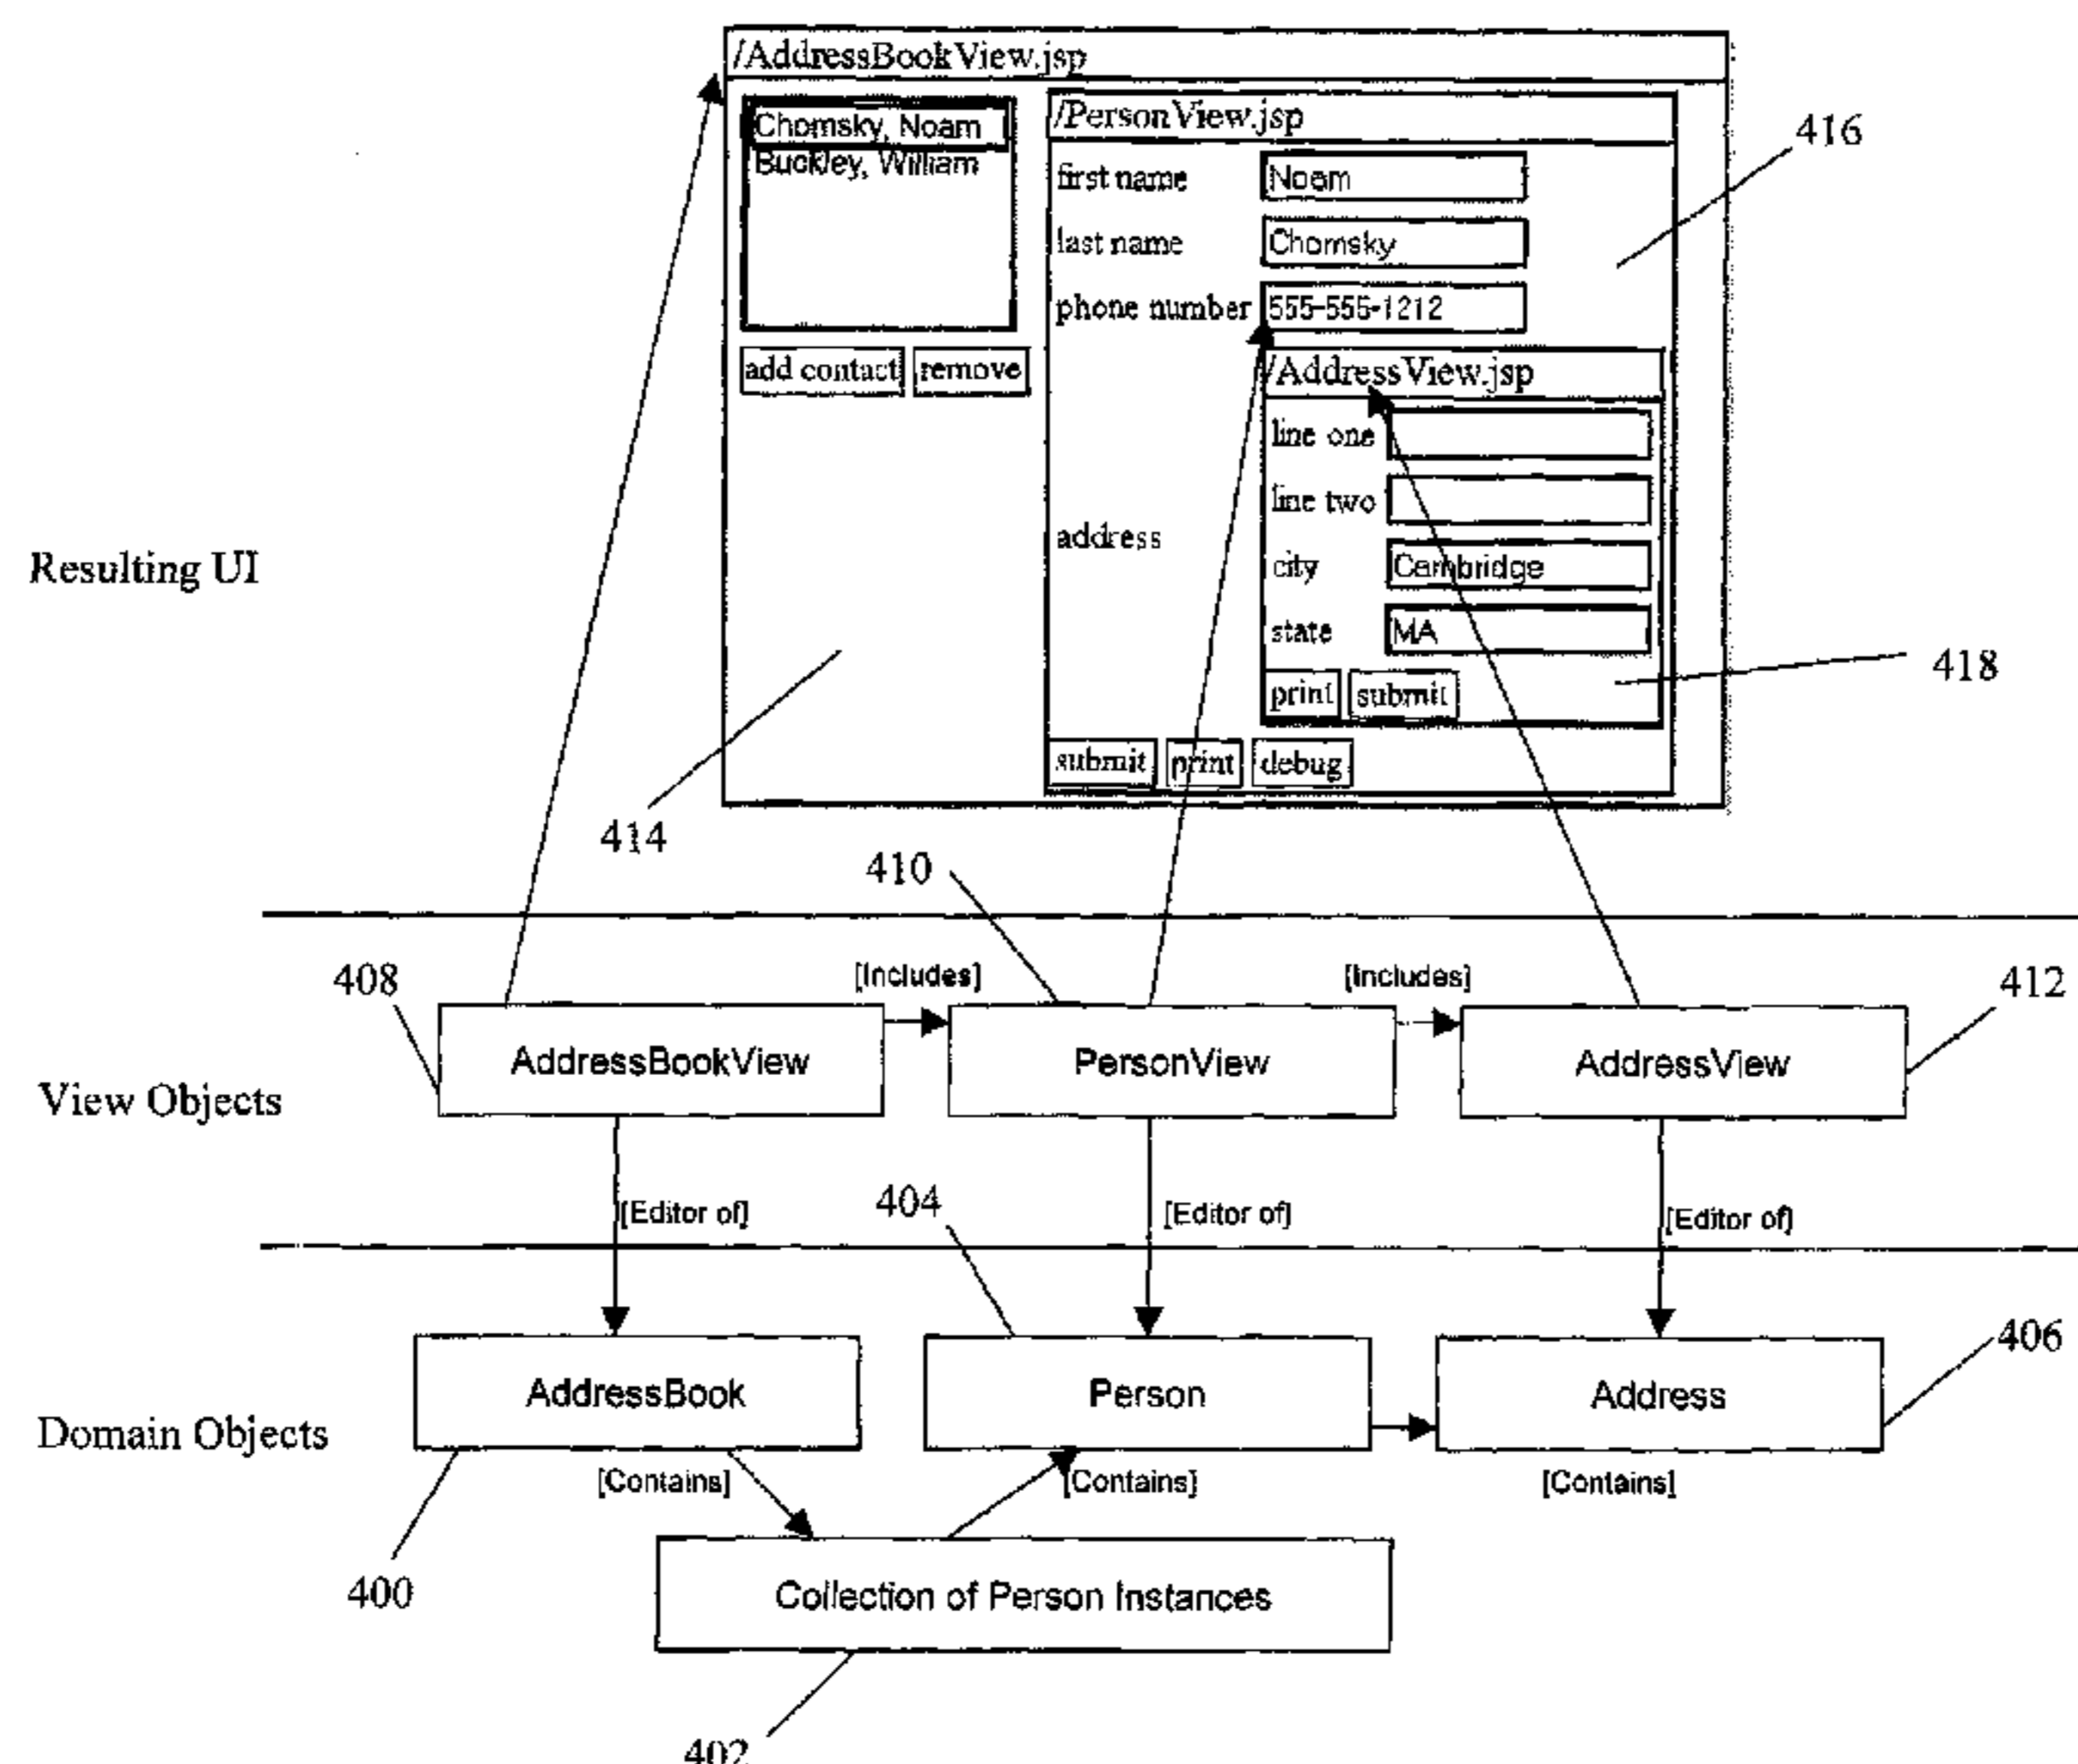 /AddressBookView.jsp
Chomsky, Noam
Buckley, William
add contact remove
/PersonView.jsp
first name Noam
last name Chomsky
phone number 555-555-1212
address
/AddressView.jsp
line one
line two
city Cambridge
state MA
print submit
submit print debug
416
418
414
Resulting UI
410
408
[Includes]
[Includes]
412
AddressBookView
PersonView
AddressView
View Objects
404
[Editor of]
[Editor of]
[Editor of]
406
AddressBook
Person
Address
Domain Objects
[Contains]
[Contains]
[Contains]
400
Collection of Person Instances
402